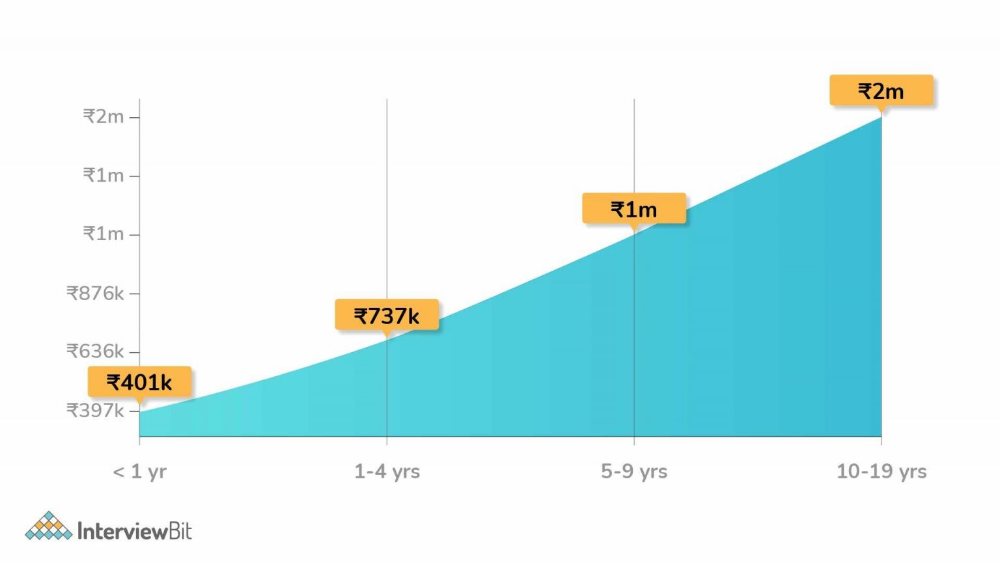 ₹2m
₹2m
₹1m
₹1m
₹1m
₹876k
₹737k
₹636k
₹401k
₹397k
< 1 yr
1-4 yrs
5-9 yrs
10-19 yrs
InterviewBit